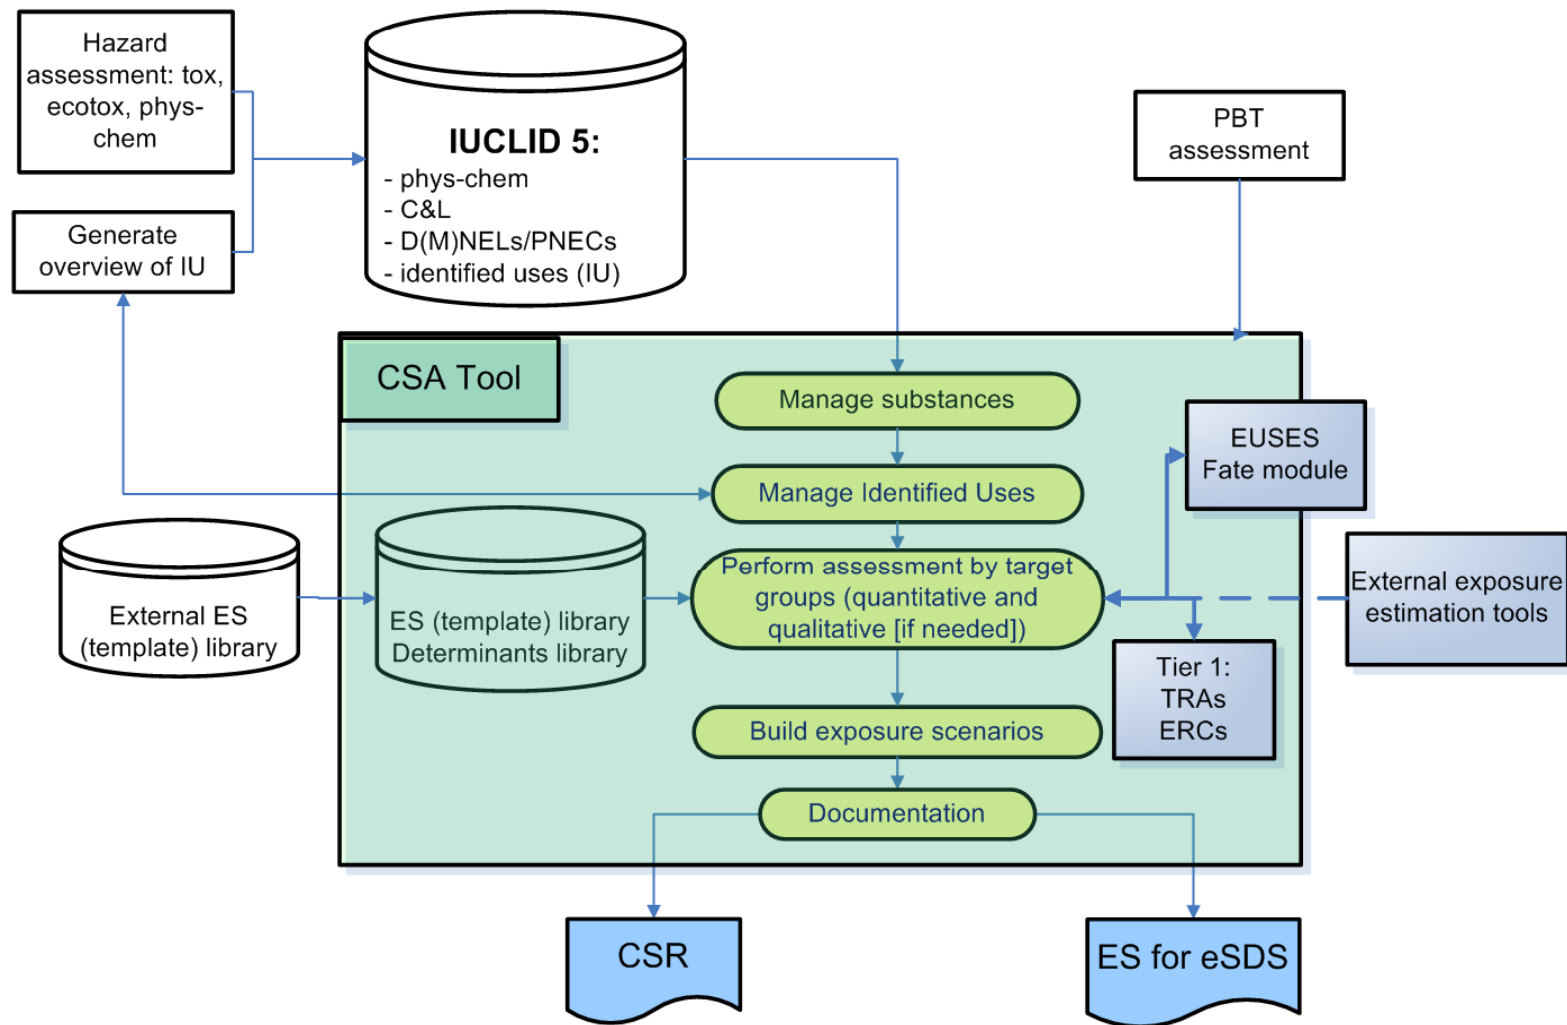 Hazard
assessment: tox,
ecotox, phys-
chem
IUCLID 5:
- phys-chem
- C&L
- D(M)NELs/PNECs
- identified uses (IU)
PBT
assessment
Generate
overview of IU
CSA Tool
Manage substances
EUSES
Fate module
Manage Identified Uses
External ES
(template) library
ES (template) library
Determinants library
Perform assessment by target
groups (quantitative and
qualitative [if needed])
External exposure
estimation tools
Tier 1:
TRAs
ERCs
Build exposure scenarios
Documentation
CSR
ES for eSDS